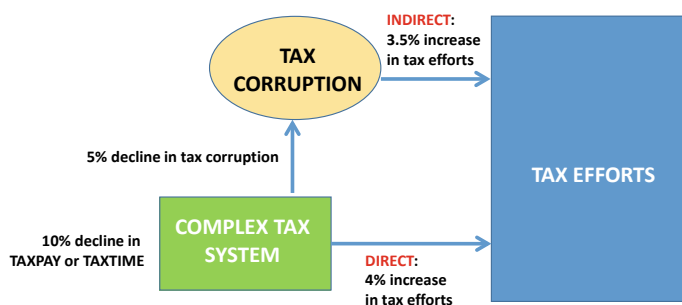 INDIRECT:
3.5% increase
in tax efforts
TAX
CORRUPTION
5% decline in tax corruption
TAX EFFORTS
10% decline in
TAXPAY or TAXTIME
COMPLEX TAX
SYSTEM
DIRECT:
4% increase
in tax efforts